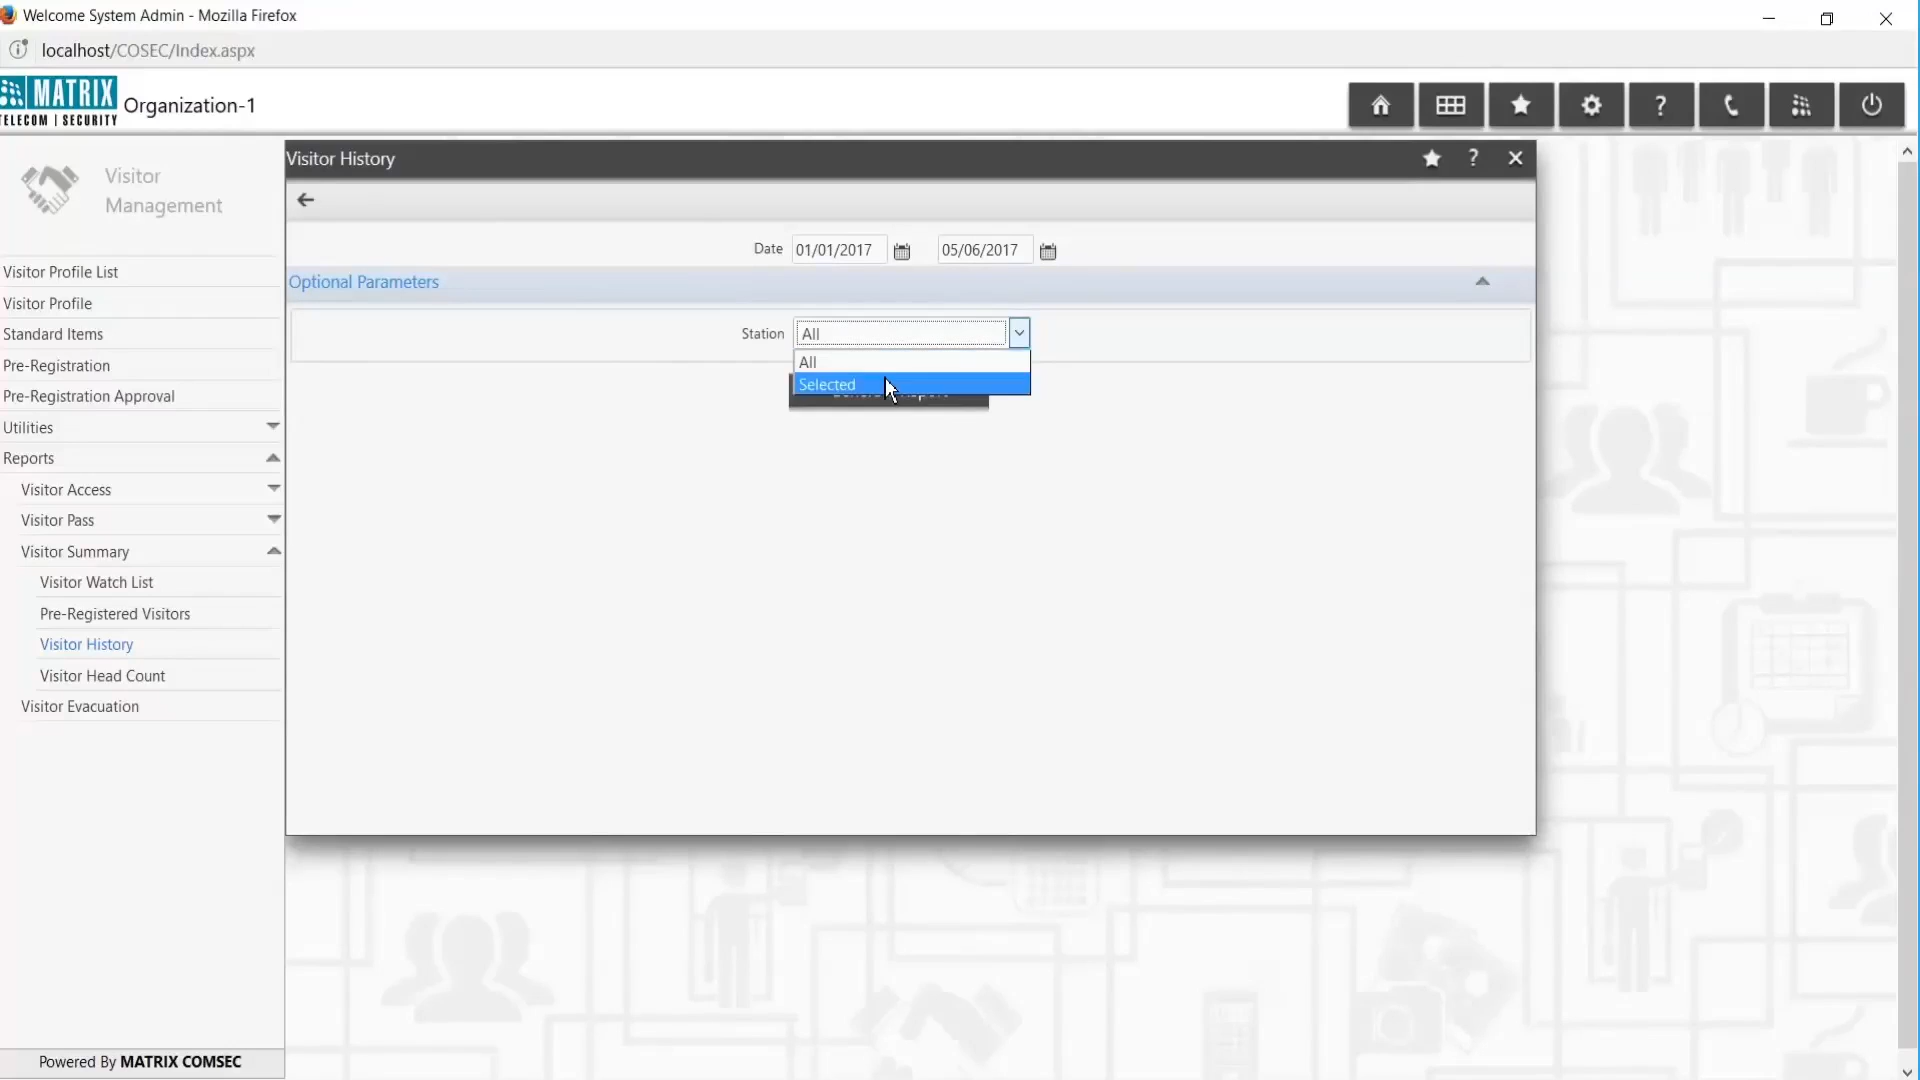 Welcome System Admin - Mozilla Firefox
localhost/COSEC/Index.aspx
MATRIX
TELECOM | SECURITY
Organization-1
?
Visitor
Management
Visitor History
?
Date 01/01/2017 05/06/2017
Optional Parameters
Station All
All
Selected
Visitor Profile List
Visitor Profile
Standard Items
Pre-Registration
Pre-Registration Approval
Utilities
Reports
Visitor Access
Visitor Pass
Visitor Summary
Visitor Watch List
Pre-Registered Visitors
Visitor History
Visitor Head Count
Visitor Evacuation
Powered By MATRIX COMSEC